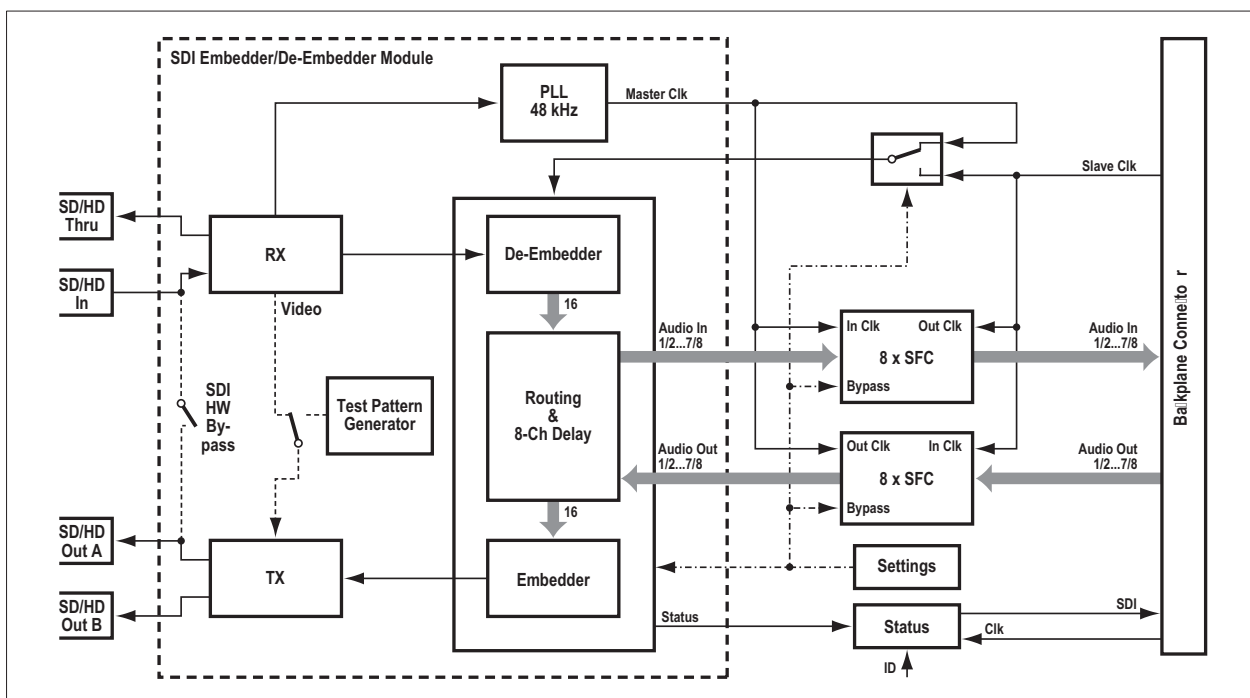 SDI Embedder/De-Embedder Module
PLL
48 kHz
Master Clk
Slave Clk
SD/HD
Thru
SD/HD
In
RX
Video
De-Embedder
16
Audio In
1/2...7/8
In Clk
Out Clk
8 x SFC
Bypass
Audio In
1/2...7/8
SDI
HW
By-
pass
Test Pattern
Generator
Routing
&
8-Ch Delay
Audio Out
1/2...7/8
Out Clk
In Clk
8 x SFC
Bypass
Audio Out
1/2...7/8
16
SD/HD
Out A
SD/HD
Out B
TX
Embedder
Settings
Status
Status
SDI
Clk
ID